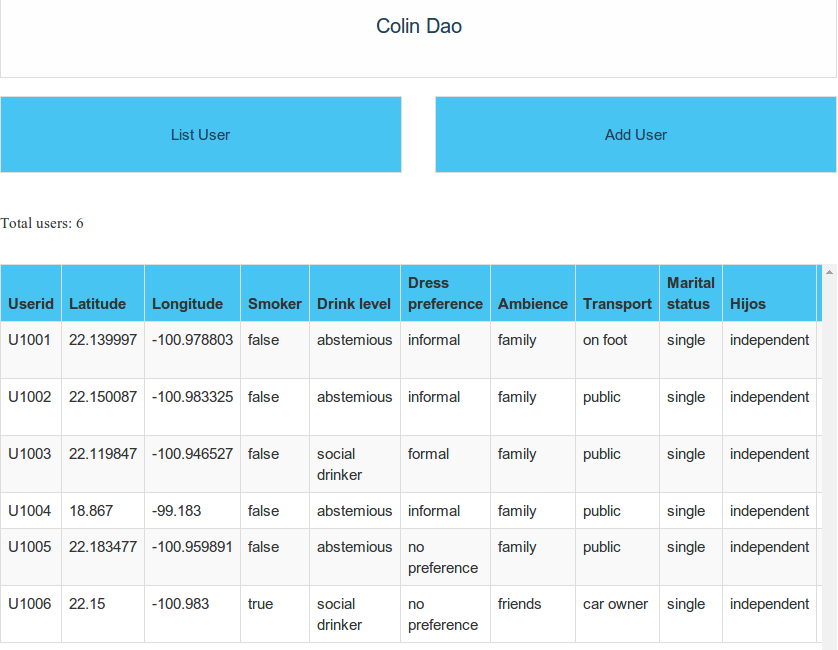 Colin Dao
List User Add User
Total users: 6
Userid Latitude Longitude Smoker Drink level Dress preference Ambience Transport Marital status Hijos
U1001 22.139997 -100.978803 false abstemious informal family on foot single independent
U1002 22.150087 -100.983325 false abstemious informal family public single independent
U1003 22.119847 -100.946527 false social drinker formal family public single independent
U1004 18.867 -99.183 false abstemious informal family public single independent
U1005 22.183477 -100.959891 false abstemious no preference family public single independent
U1006 22.15 -100.983 true social drinker no preference friends car owner single independent